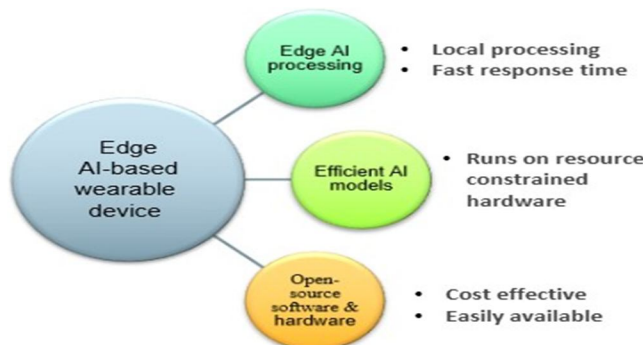 Edge AI
processing
• Local processing
• Fast response time
Edge
AI-based
wearable
device
Efficient AI
models
• Runs on resource
constrained
hardware
Open-
source
software &
hardware
• Cost effective
• Easily available